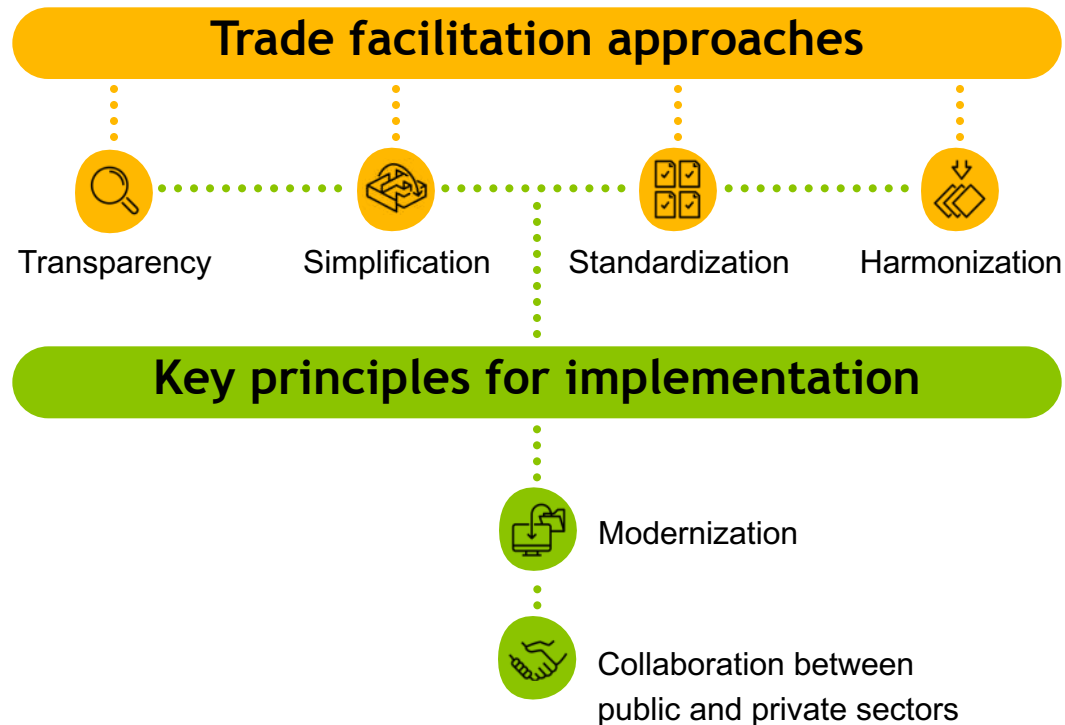 Trade facilitation approaches
Transparency
Simplification
Standardization
Harmonization
Key principles for implementation
Modernization
Collaboration between
public and private sectors